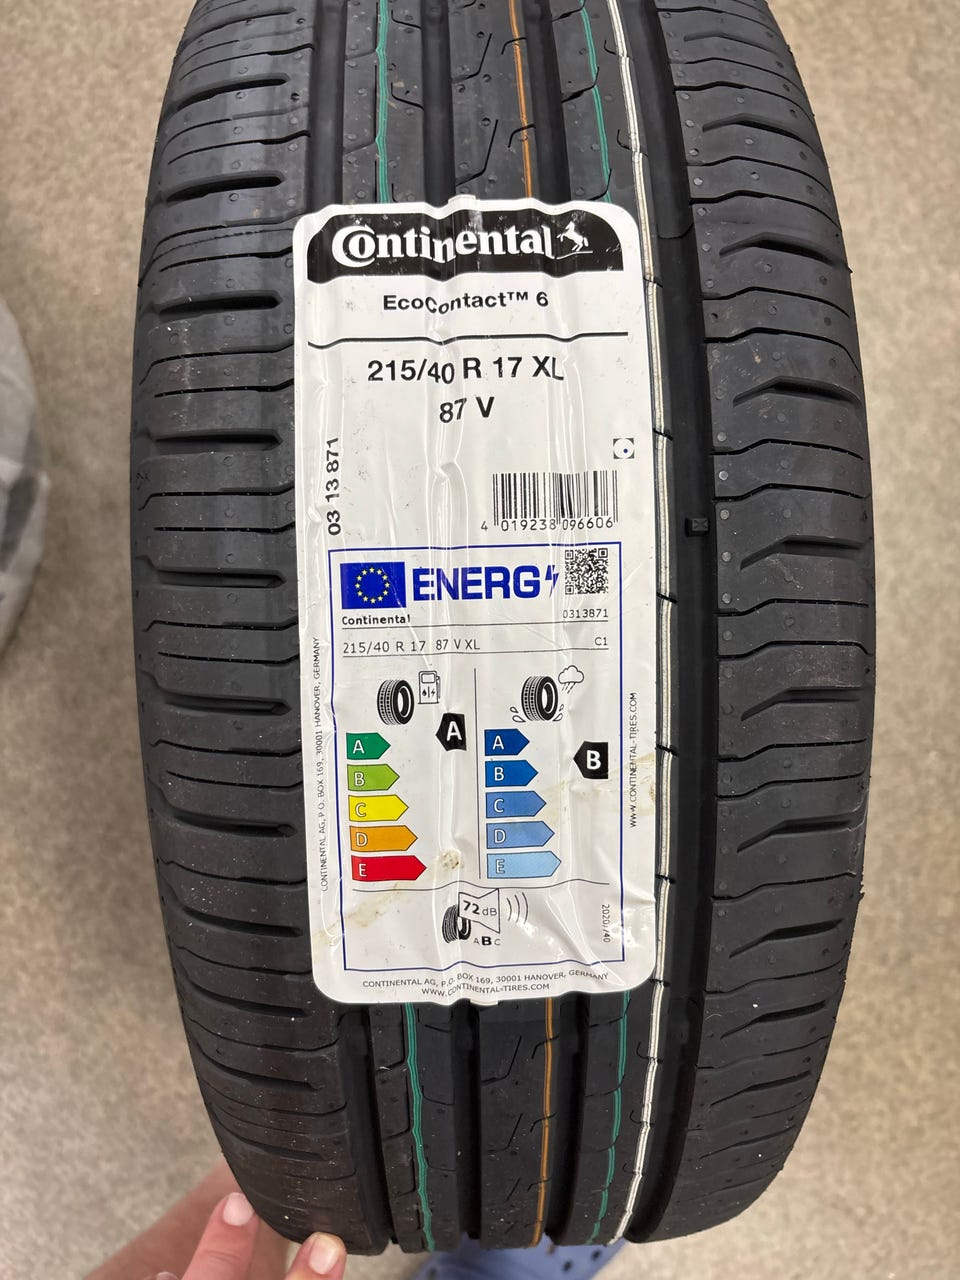 Continental
EcoContact™ 6
215/40 R 17 XL
87 V
03 13 871
4 019238 096606
ENERG
Continental
0313871
215/40 R 17 87 V XL
C1
A
A
B
C
D
E
A
B
B
C
D
E
72 dB
ABC
2020/740
CONTINENTAL AG, P.O. BOX 169, 30001 HANOVER, GERMANY
WWW.CONTINENTAL-TIRES.COM
CONTINENTAL AG, P.O. BOX 169, 30001 HANOVER, GERMANY
WWW.CONTINENTAL-TIRES.COM